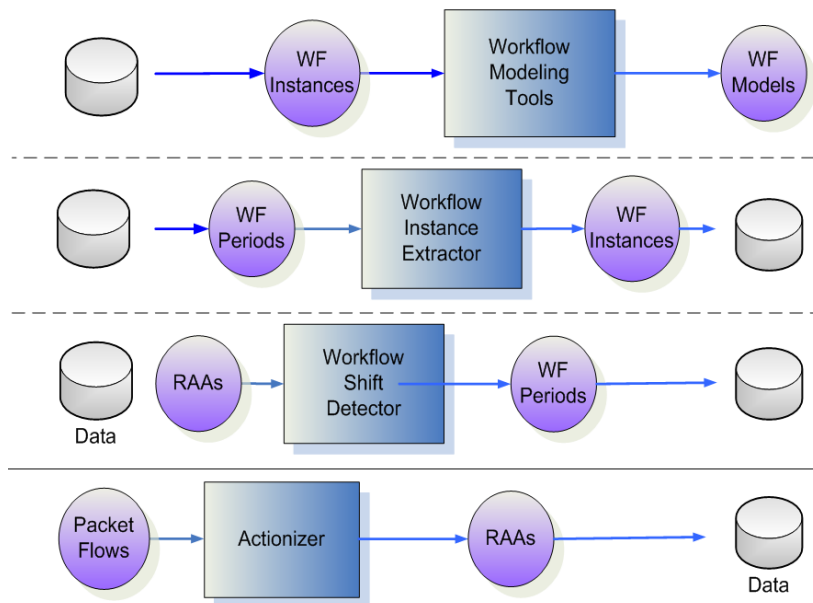 WF
Instances
Workflow
Modeling
Tools
WF
Models
WF
Periods
Workflow
Instance
Extractor
WF
Instances
RAAs
Workflow
Shift
Detector
WF
Periods
Data
Packet
Flows
Actionizer
RAAs
Data